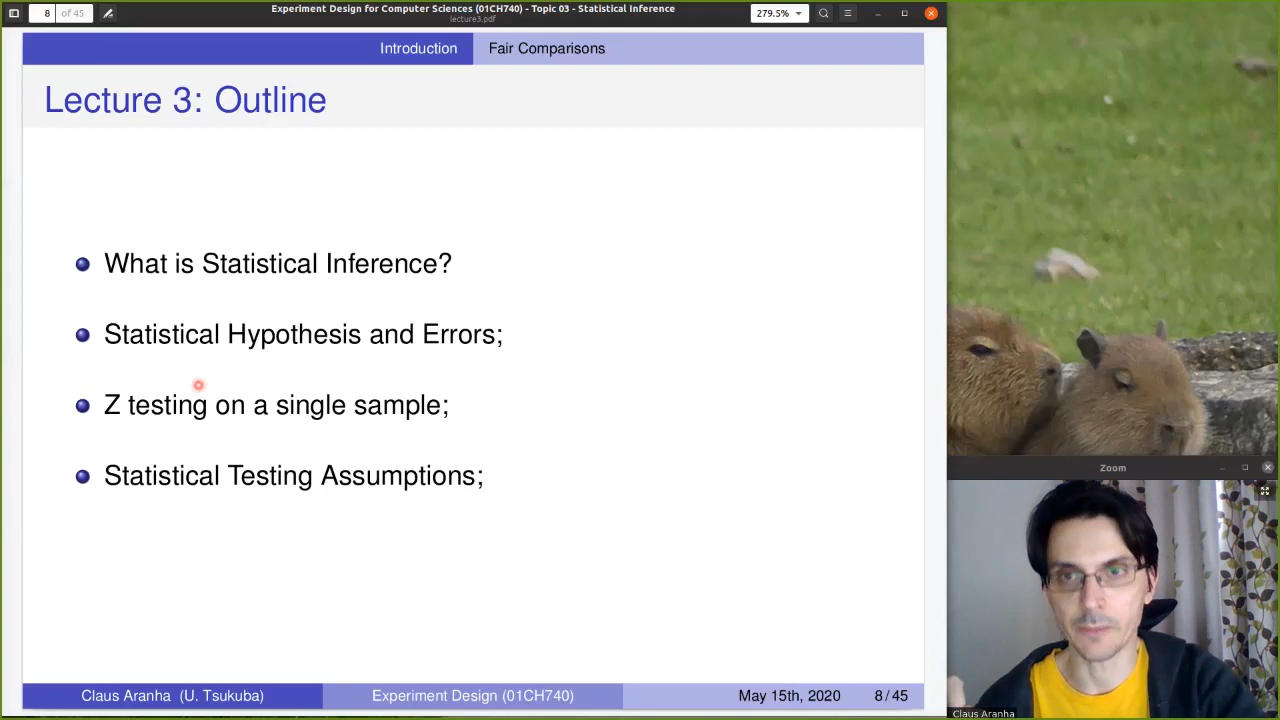 Experiment Design for Computer Sciences (01CH740) - Topic 03 - Statistical Inference
lecture3.pdf
8 of 45
279.5%
Introduction
Fair Comparisons
Lecture 3: Outline
What is Statistical Inference?
Statistical Hypothesis and Errors;
Z testing on a single sample;
Statistical Testing Assumptions;
Claus Aranha (U. Tsukuba)
Experiment Design (01CH740)
May 15th, 2020
8 / 45
Zoom
Claus Aranha